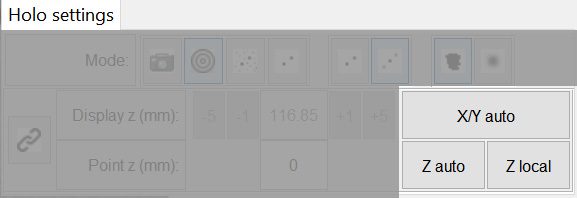 Holo settings
Mode:
Display z (mm): -5 -1 116.85 +1 +5 X/Y auto
Point z (mm): 0 Z auto Z local